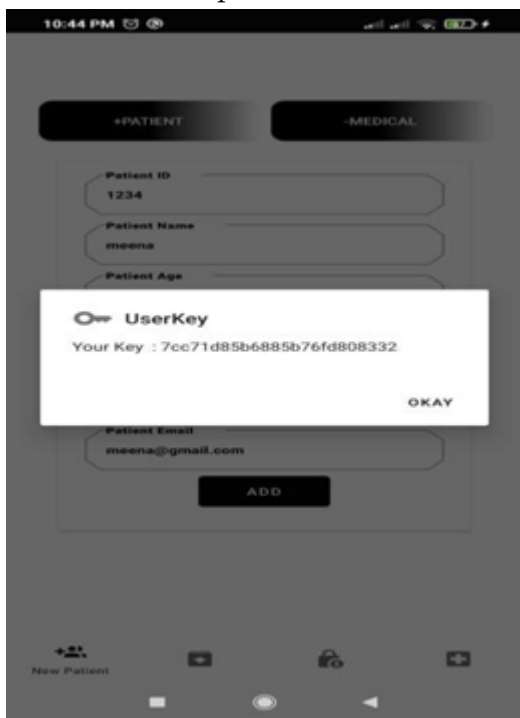 10:44 PM
+PATIENT
-MEDICAL
Patient ID
1234
Patient Name
meena
Patient Age
UserKey
Your Key : 7cc71d85b6885b76fd808332
OKAY
Patient Email
meena@gmail.com
ADD
New Patient